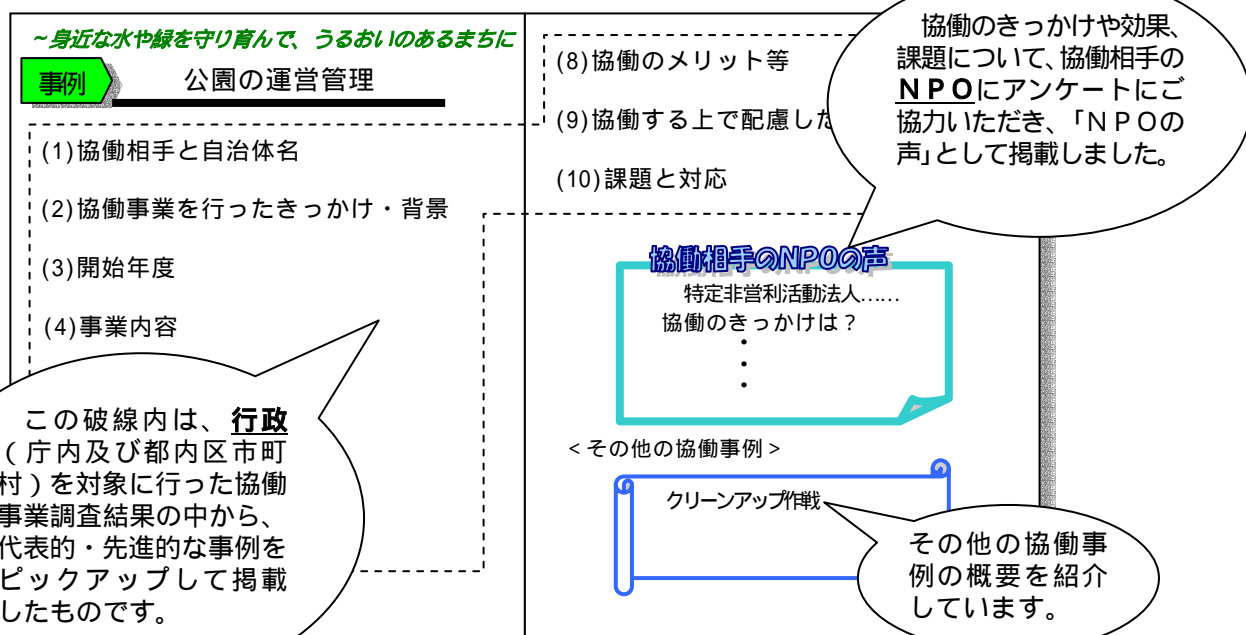 ~身近な水や緑を守り育んで、うるおいのあるまちに
事例
公園の運営管理
(1)協働相手と自治体名
(2)協働事業を行ったきっかけ・背景
(3)開始年度
(4)事業内容
この破線内は、行政
(庁内及び都内区市町
村)を対象に行った協働
事業調査結果の中から、
代表的・先進的な事例を
ピックアップして掲載
したものです。
(8)協働のメリット等
(9)協働する上で配慮した
(10)課題と対応
協働のきっかけや効果、
課題について、協働相手の
NPOにアンケートにご
協力いただき、「NPOの
声」として掲載しました。
協働相手のNPOの声
特定非営利活動法人……
協働のきっかけは?
・
・
・
<その他の協働事例>
クリーンアップ作戦
その他の協働事
例の概要を紹介
しています。